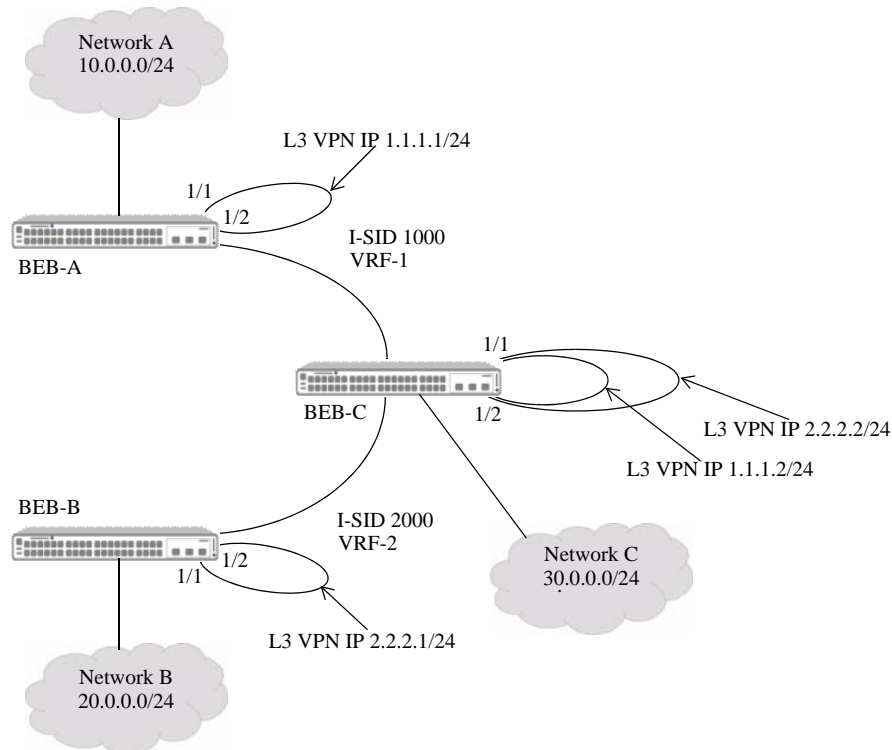 Network A
10.0.0.0/24
L3 VPN IP 1.1.1.1/24
1/1
1/2
I-SID 1000
VRF-1
BEB-A
1/1
BEB-C
1/2
L3 VPN IP 2.2.2.2/24
L3 VPN IP 1.1.1.2/24
BEB-B
I-SID 2000
VRF-2
1/2
1/1
Network C
30.0.0.0/24
L3 VPN IP 2.2.2.1/24
Network B
20.0.0.0/24